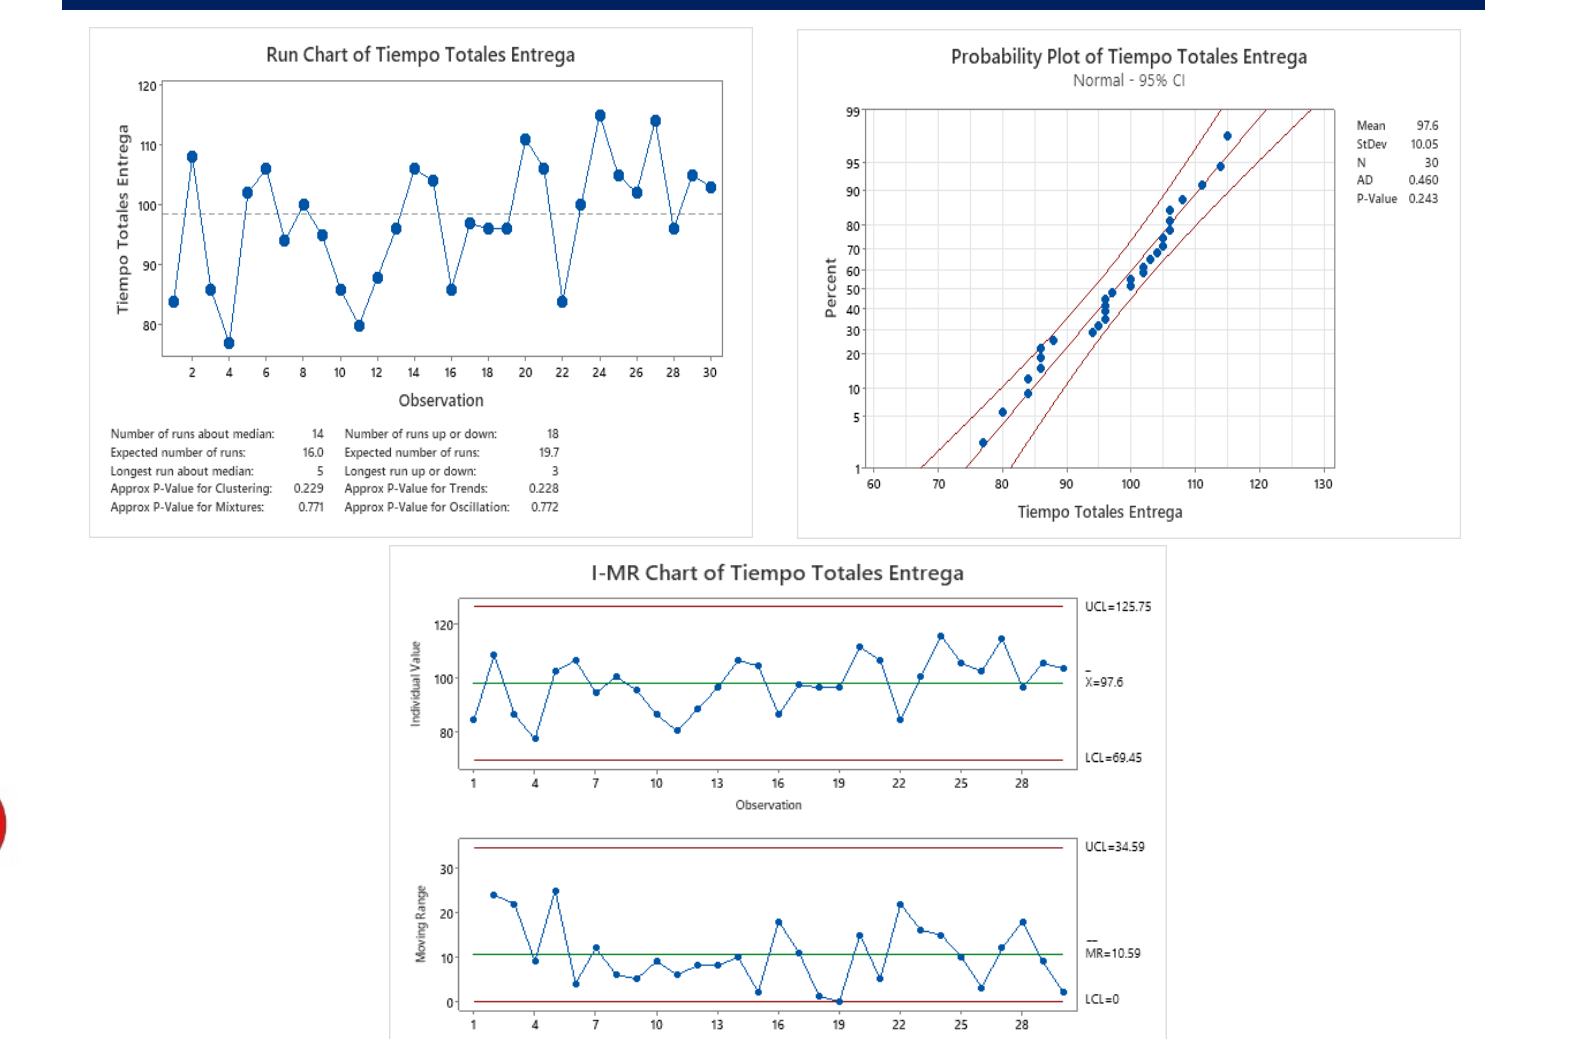 Run Chart of Tiempo Totales Entrega
Tiempo Totales Entrega
120
110
100
90
80
2 4 6 8 10 12 14 16 18 20 22 24 26 28 30
Observation
Number of runs about median: 14 Number of runs up or down: 18
Expected number of runs: 16.0 Expected number of runs: 19.7
Longest run about median: 5 Longest run up or down: 3
Approx P-Value for Clustering: 0.229 Approx P-Value for Trends: 0.228
Approx P-Value for Mixtures: 0.771 Approx P-Value for Oscillation: 0.772
Probability Plot of Tiempo Totales Entrega
Normal - 95% CI
Percent
99
95
90
80
70
60
50
40
30
20
10
5
1
60 70 80 90 100 110 120 130
Tiempo Totales Entrega
Mean 97.6
StDev 10.05
N 30
AD 0.460
P-Value 0.243
I-MR Chart of Tiempo Totales Entrega
Individual Value
120
100
80
UCL=125.75
X=97.6
LCL=69.45
1 4 7 10 13 16 19 22 25 28
Observation
Moving Range
30
20
10
0
UCL=34.59
MR=10.59
LCL=0
1 4 7 10 13 16 19 22 25 28